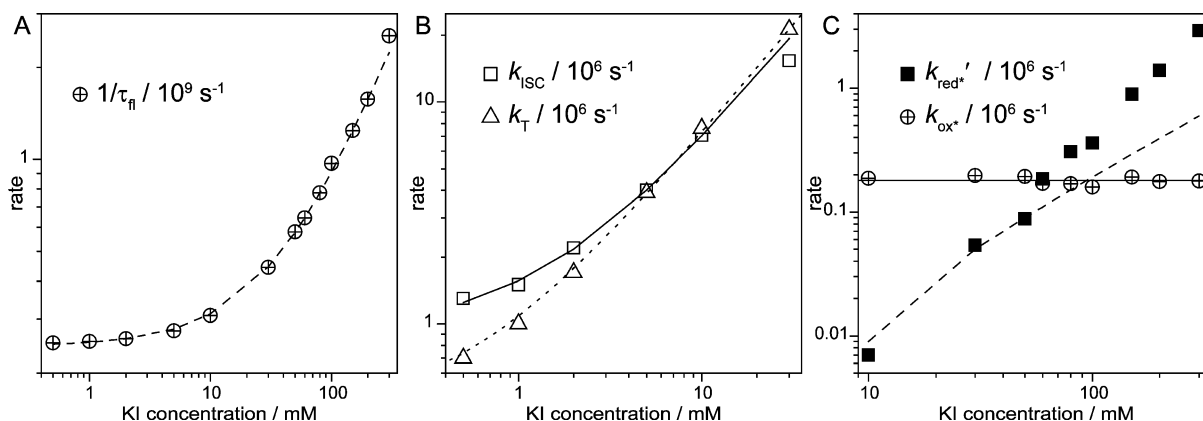 A
1/τfl / 10⁹ s⁻¹
1
rate
1
10
100
KI concentration / mM
B
kISC / 10⁶ s⁻¹
kT / 10⁶ s⁻¹
10
1
rate
1
10
KI concentration / mM
C
kred*′ / 10⁶ s⁻¹
kox* / 10⁶ s⁻¹
1
0.1
0.01
rate
10
100
KI concentration / mM